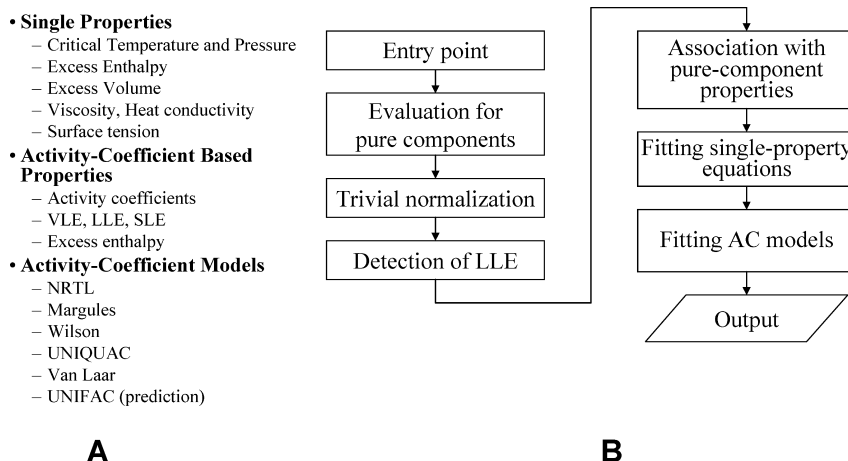 • Single Properties
– Critical Temperature and Pressure
– Excess Enthalpy
– Excess Volume
– Viscosity, Heat conductivity
– Surface tension
• Activity-Coefficient Based
Properties
– Activity coefficients
– VLE, LLE, SLE
– Excess enthalpy
• Activity-Coefficient Models
– NRTL
– Margules
– Wilson
– UNIQUAC
– Van Laar
– UNIFAC (prediction)
A
Entry point
Evaluation for
pure components
Trivial normalization
Detection of LLE
Association with
pure-component
properties
Fitting single-property
equations
Fitting AC models
Output
B